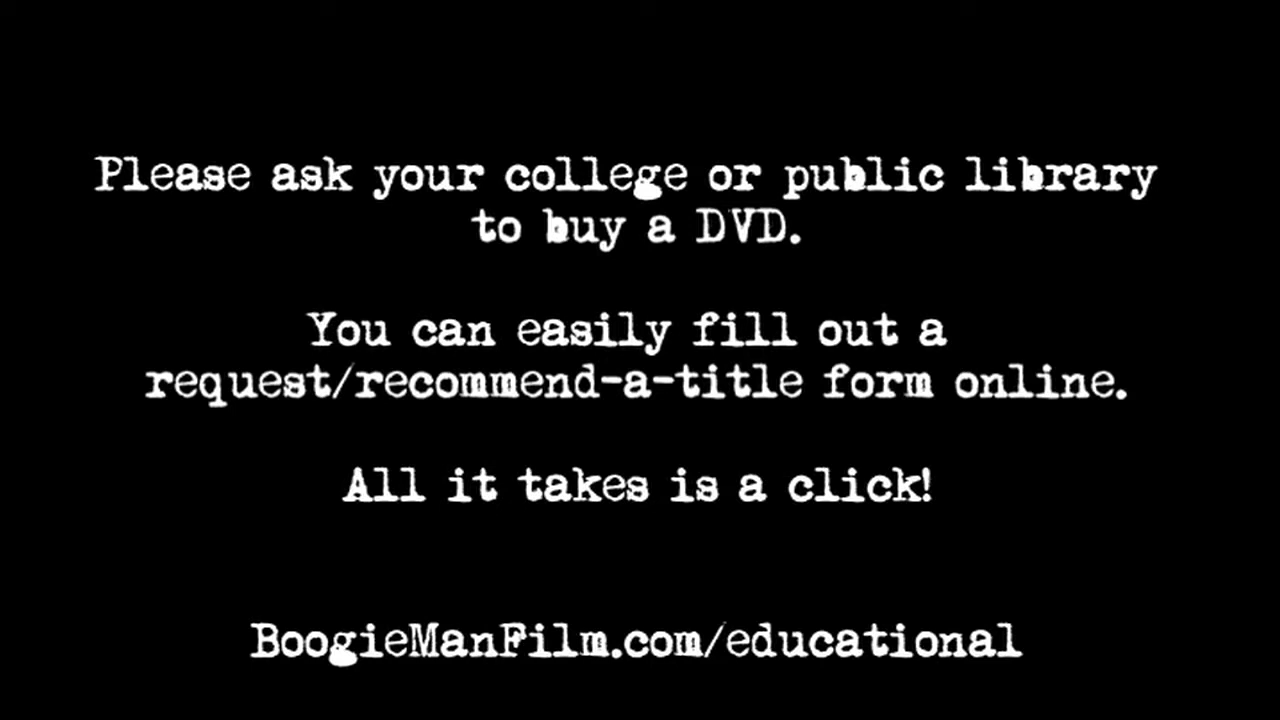 Please ask your college or public library
to buy a DVD.
You can easily fill out a
request/recommend-a-title form online.
All it takes is a click!
BoogieManFilm.com/educational